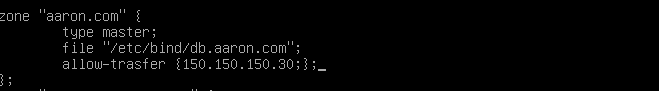 zone "aaron.com" {
        type master;
        file "/etc/bind/db.aaron.com";
        allow-trasfer {150.150.150.30;};_
};